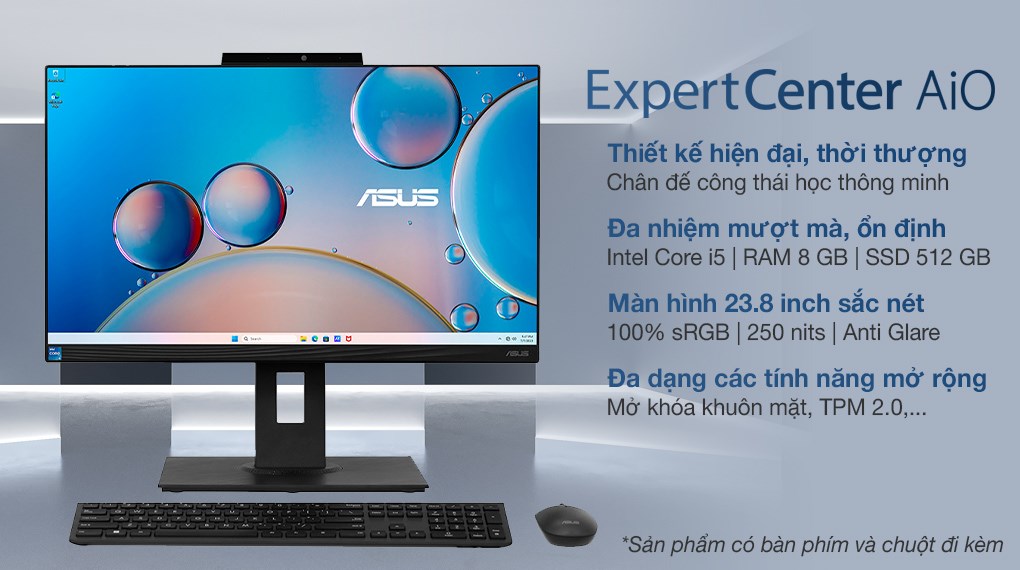 ExpertCenter AiO
Thiết kế hiện đại, thời thượng
Chân đế công thái học thông minh
Đa nhiệm mượt mà, ổn định
Intel Core i5 | RAM 8 GB | SSD 512 GB
Màn hình 23.8 inch sắc nét
100% sRGB | 250 nits | Anti Glare
Đa dạng các tính năng mở rộng
Mở khóa khuôn mặt, TPM 2.0,...
*Sản phẩm có bàn phím và chuột đi kèm
ASUS
Search
ASUS
ASUS